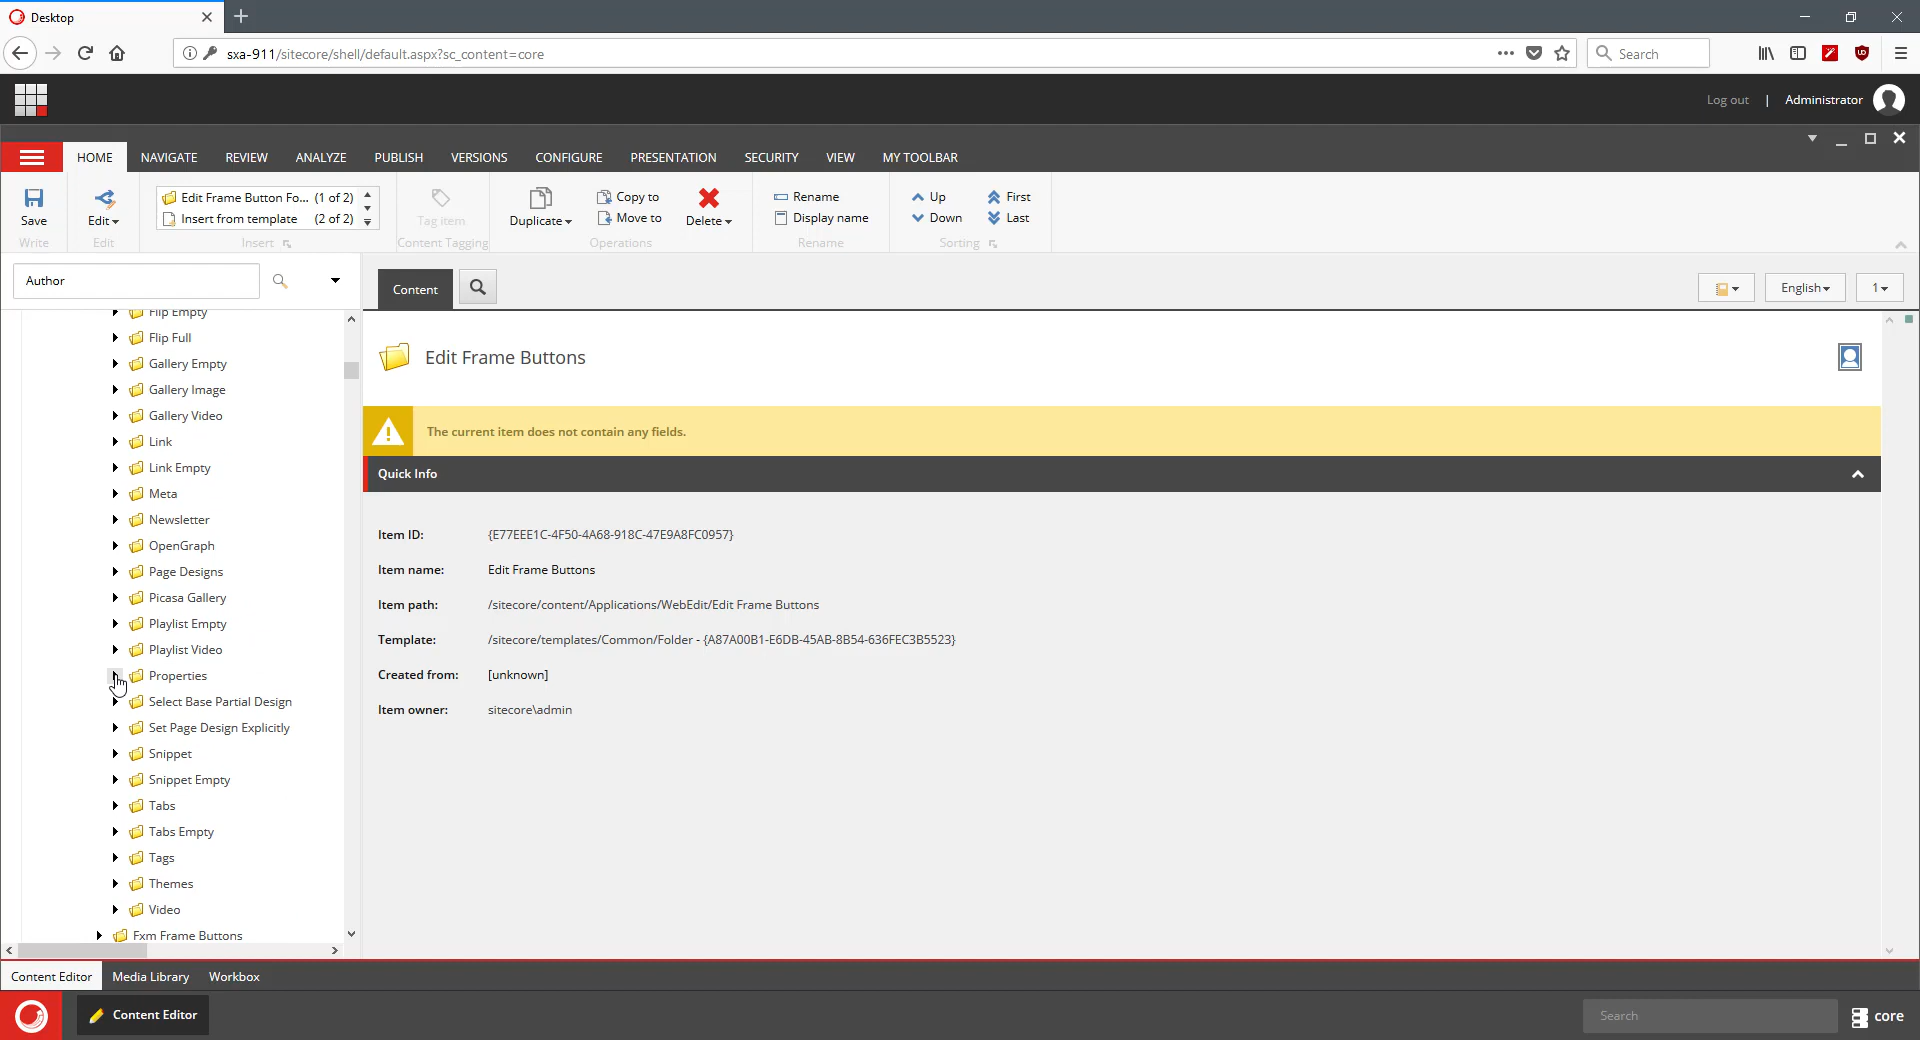 Desktop
sxa-911/sitecore/shell/default.aspx?sc_content=core
Search
Log out | Administrator
HOME NAVIGATE REVIEW ANALYZE PUBLISH VERSIONS CONFIGURE PRESENTATION SECURITY VIEW MY TOOLBAR
Edit Frame Button Fo... (1 of 2)
Insert from template (2 of 2)
Save
Edit
Tag item
Duplicate
Copy to
Move to
Delete
Rename
Display name
Up
Down
First
Last
Write
Edit
Insert
Content Tagging
Operations
Rename
Sorting
Author
Content
English
1
Flip Empty
Flip Full
Gallery Empty
Gallery Image
Gallery Video
Link
Link Empty
Meta
Newsletter
OpenGraph
Page Designs
Picasa Gallery
Playlist Empty
Playlist Video
Properties
Select Base Partial Design
Set Page Design Explicitly
Snippet
Snippet Empty
Tabs
Tabs Empty
Tags
Themes
Video
Fxm Frame Buttons
Edit Frame Buttons
The current item does not contain any fields.
Quick Info
Item ID: {E77EEE1C-4F50-4A68-918C-47E9A8FC0957}
Item name: Edit Frame Buttons
Item path: /sitecore/content/Applications/WebEdit/Edit Frame Buttons
Template: /sitecore/templates/Common/Folder - {A87A00B1-E6DB-45AB-8B54-636FEC3B5523}
Created from: [unknown]
Item owner: sitecore\admin
Content Editor Media Library Workbox
Content Editor
Search
core